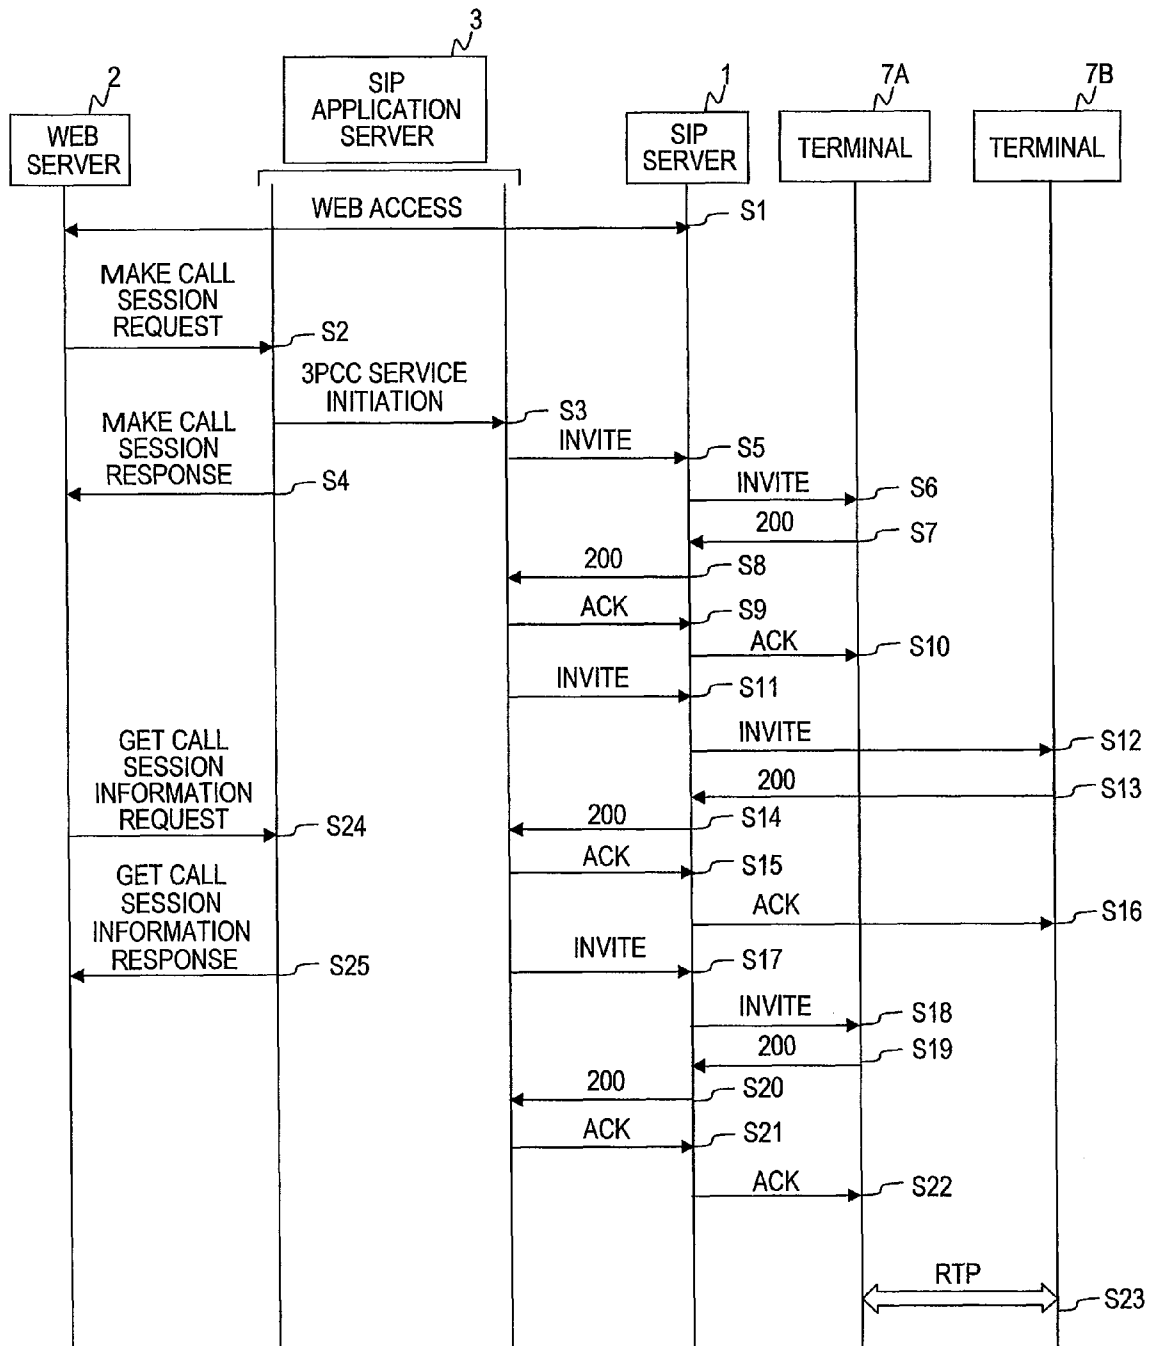 3
2
1
7A
7B
WEB
SERVER
SIP
APPLICATION
SERVER
SIP
SERVER
TERMINAL
TERMINAL
WEB ACCESS
S1
MAKE CALL
SESSION
REQUEST
S2
3PCC SERVICE
INITIATION
S3
MAKE CALL
SESSION
RESPONSE
S4
INVITE
S5
INVITE
S6
200
S7
200
S8
ACK
S9
ACK
S10
INVITE
S11
INVITE
S12
200
S13
GET CALL
SESSION
INFORMATION
REQUEST
S24
200
S14
ACK
S15
GET CALL
SESSION
INFORMATION
RESPONSE
S25
ACK
S16
INVITE
S17
INVITE
S18
200
S19
200
S20
ACK
S21
ACK
S22
RTP
S23